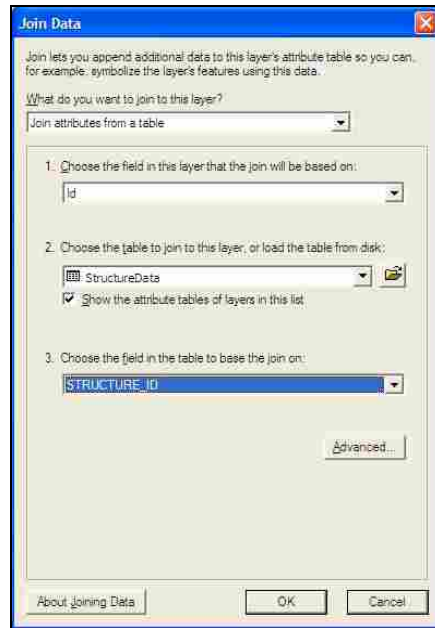 Join Data
Join lets you append additional data to this layer's attribute table so you can,
for example, symbolize the layer's features using this data.
What do you want to join to this layer?
Join attributes from a table
1. Choose the field in this layer that the join will be based on:
Id
2. Choose the table to join to this layer, or load the table from disk:
StructureData
Show the attribute tables of layers in this list
3. Choose the field in the table to base the join on:
STRUCTURE_ID
Advanced...
About Joining Data
OK
Cancel